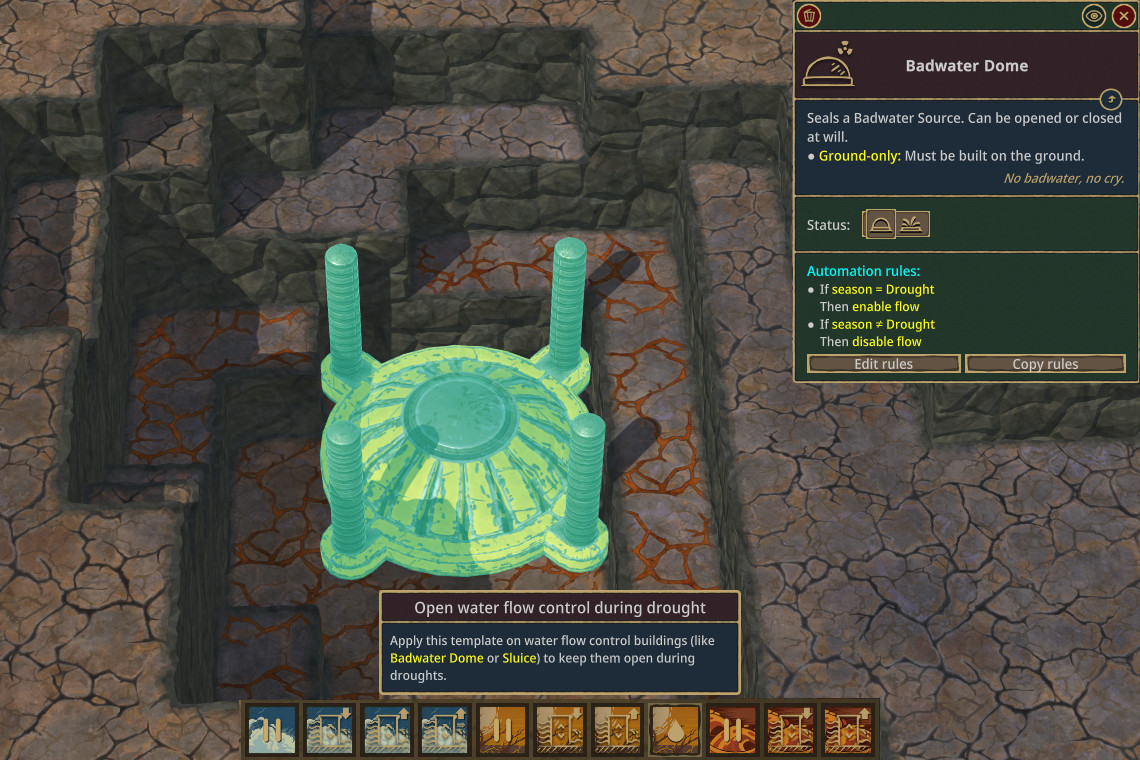 Badwater Dome
Seals a Badwater Source. Can be opened or closed
at will.
● Ground-only: Must be built on the ground.
No badwater, no cry.
Status:
Automation rules:
● If season = Drought
Then enable flow
● If season ≠ Drought
Then disable flow
Edit rules
Copy rules
Open water flow control during drought
Apply this template on water flow control buildings (like
Badwater Dome or Sluice) to keep them open during
droughts.